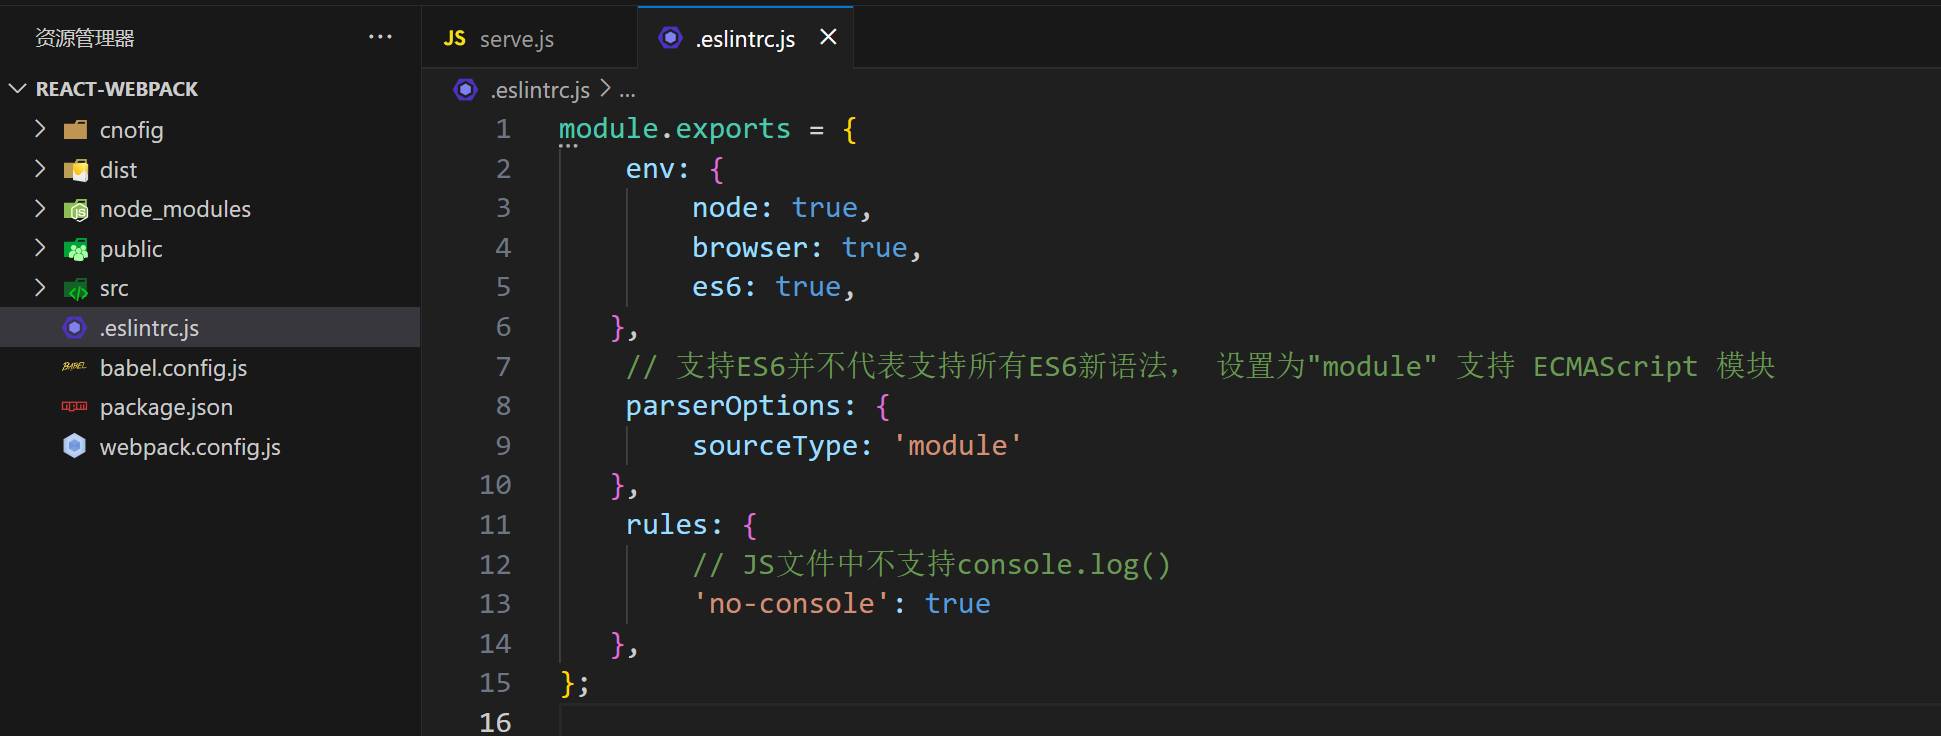 资源管理器
REACT-WEBPACK
cnofig
dist
node_modules
public
src
.eslintrc.js
babel.config.js
package.json
webpack.config.js
JS serve.js
.eslintrc.js
.eslintrc.js > ...
1 module.exports = {
2 env: {
3 node: true,
4 browser: true,
5 es6: true,
6 },
7 // 支持ES6并不代表支持所有ES6新语法， 设置为"module" 支持 ECMAScript 模块
8 parserOptions: {
9 sourceType: 'module'
10 },
11 rules: {
12 // JS文件中不支持console.log()
13 'no-console': true
14 },
15 };
16